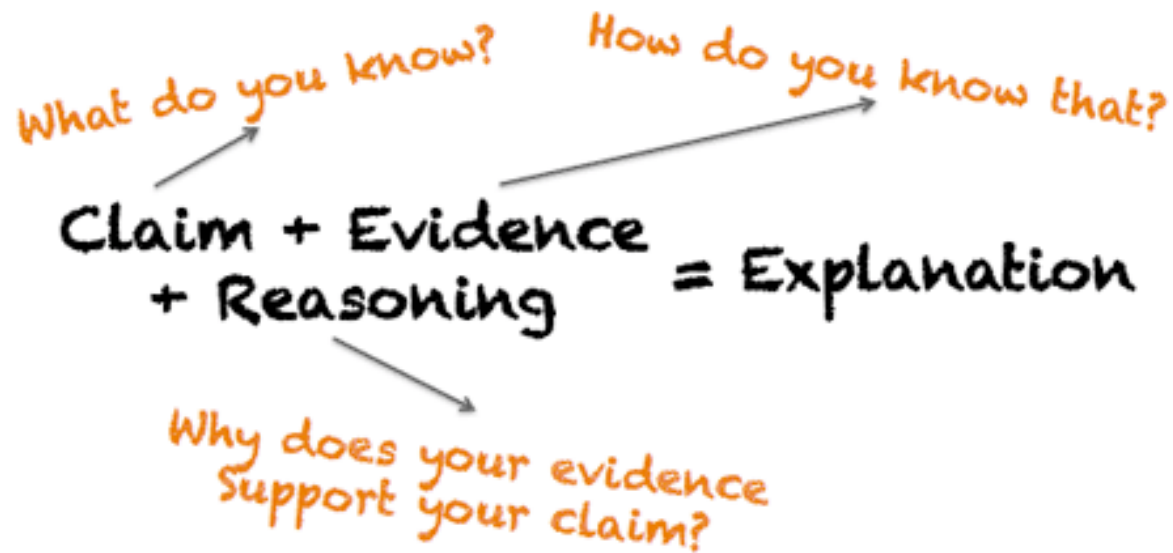 What do you know?
How do you know that?
Claim + Evidence
+ Reasoning
= Explanation
Why does your evidence
Support your claim?